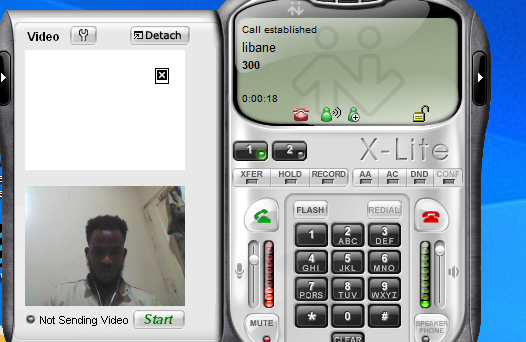 Video
Detach
Call established
libane
300
0:00:18
1
2
X-Lite
XFER HOLD RECORD AA AC DND CONF
FLASH
REDIAL
1
2 ABC
3 DEF
4 GHI
5 JKL
6 MNO
7 PQRS
8 TUV
9 WXYZ
*
0
#
CLEAR
MUTE
SPEAKER
PHONE
Not Sending Video
Start